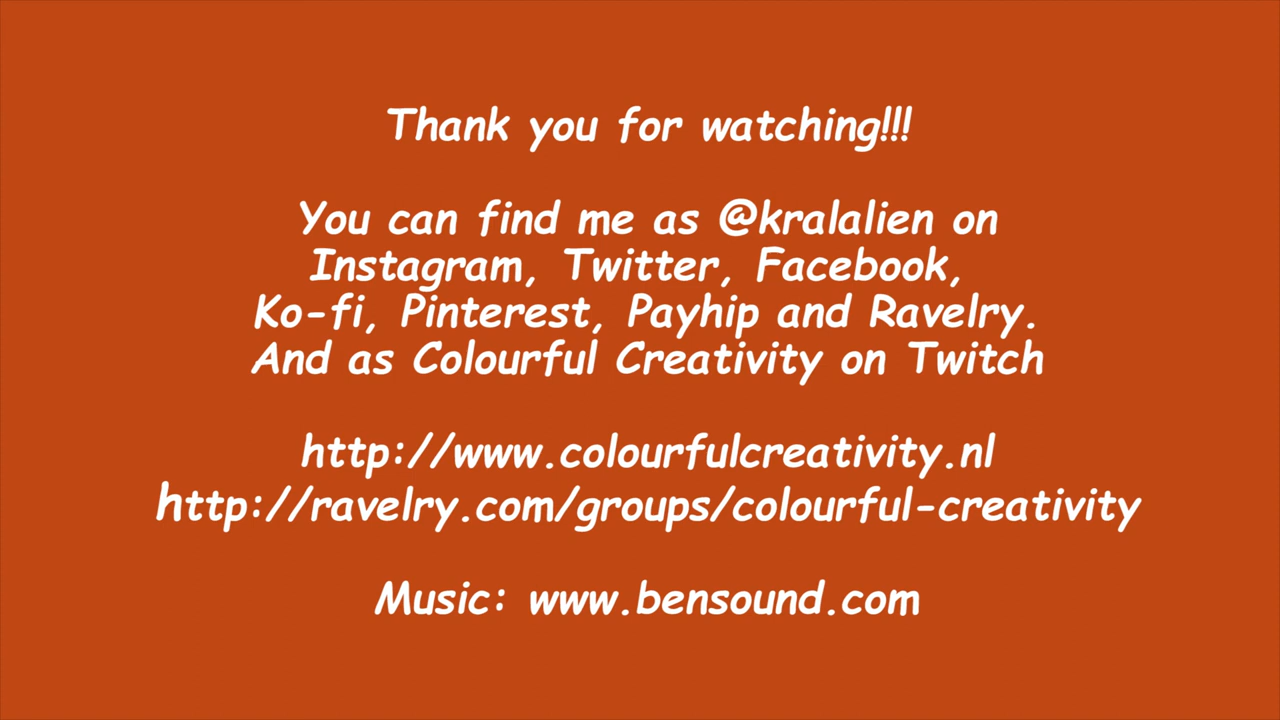 Thank you for watching!!!
You can find me as @kralalien on
Instagram, Twitter, Facebook,
Ko-fi, Pinterest, Payhip and Ravelry.
And as Colourful Creativity on Twitch
http://www.colourfulcreativity.nl
http://ravelry.com/groups/colourful-creativity
Music: www.bensound.com